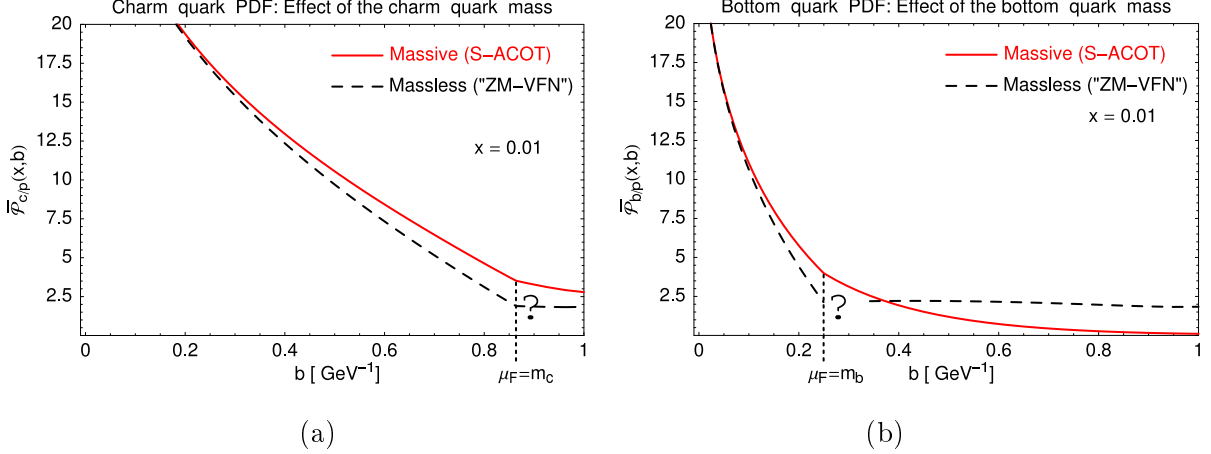 Charm quark PDF: Effect of the charm quark mass
20
17.5
15
12.5
10
7.5
5
2.5
P̅c/p(x,b)
Massive (S-ACOT)
Massless ("ZM-VFN")
x = 0.01
?
0 0.2 0.4 0.6 0.8 1
b [ GeV⁻¹]
μF=mc
(a)
Bottom quark PDF: Effect of the bottom quark mass
20
17.5
15
12.5
10
7.5
5
2.5
P̅b/p(x,b)
Massive (S-ACOT)
Massless ("ZM-VFN")
x = 0.01
?
0 0.2 0.4 0.6 0.8 1
μF=mb
b [ GeV⁻¹]
(b)